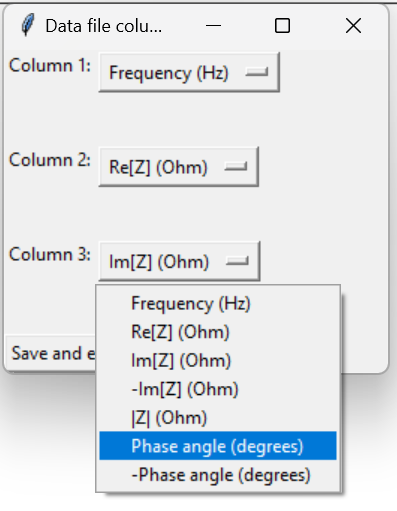 Data file colu...
Column 1: Frequency (Hz)
Column 2: Re[Z] (Ohm)
Column 3: Im[Z] (Ohm)
Frequency (Hz)
Re[Z] (Ohm)
Im[Z] (Ohm)
-Im[Z] (Ohm)
|Z| (Ohm)
Phase angle (degrees)
-Phase angle (degrees)
Save and e